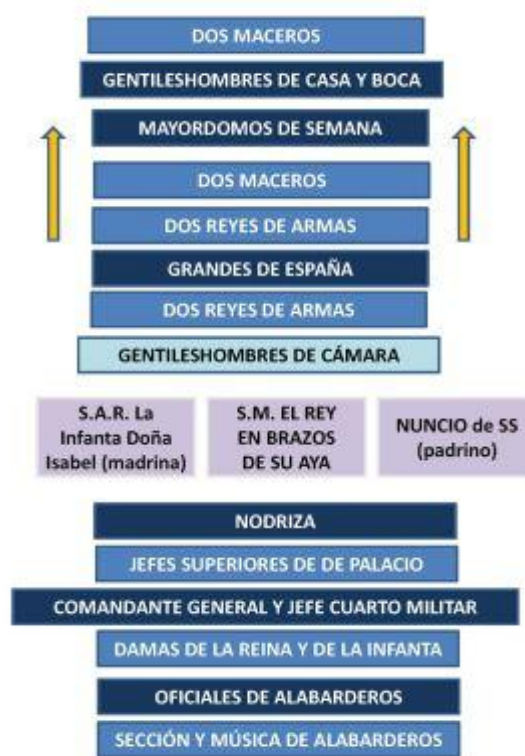 DOS MACEROS
GENTILESHOMBRES DE CASA Y BOCA
MAYORDOMOS DE SEMANA
DOS MACEROS
DOS REYES DE ARMAS
GRANDES DE ESPAÑA
DOS REYES DE ARMAS
GENTILESHOMBRES DE CÁMARA
S.A.R. La
Infanta Doña
Isabel (madrina)
S.M. EL REY
EN BRAZOS
DE SU AYA
NUNCIO de SS
(padrino)
NODRIZA
JEFES SUPERIORES DE DE PALACIO
COMANDANTE GENERAL Y JEFE CUARTO MILITAR
DAMAS DE LA REINA Y DE LA INFANTA
OFICIALES DE ALABARDEROS
SECCIÓN Y MÚSICA DE ALABARDEROS